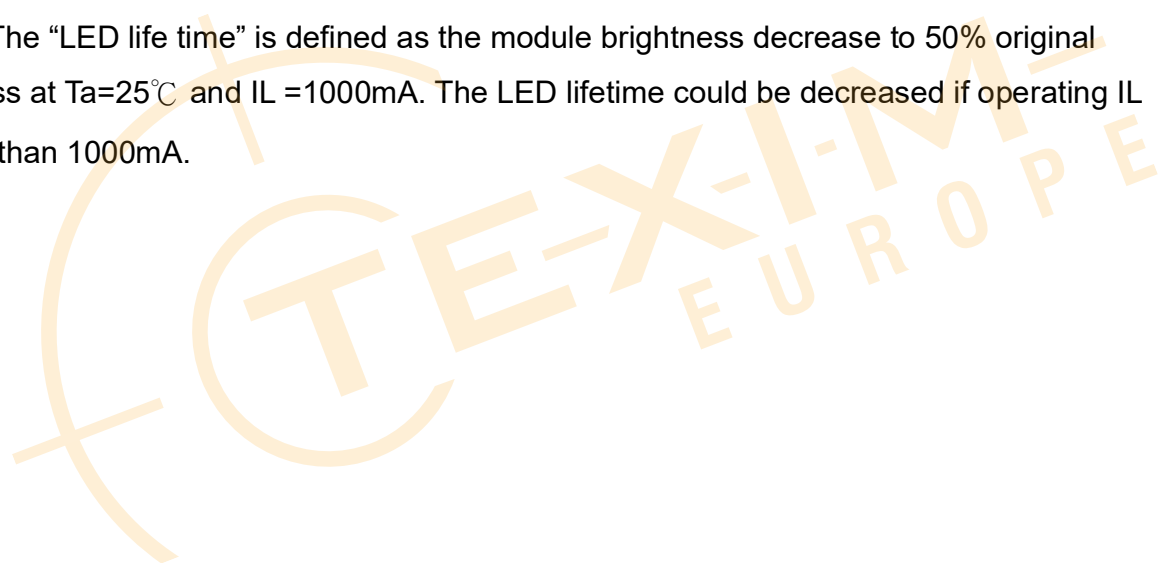 The “LED life time” is defined as the module brightness decrease to 50% original
ss at Ta=25℃ and IL =1000mA. The LED lifetime could be decreased if operating IL
than 1000mA.
TEXIM
EUROPE